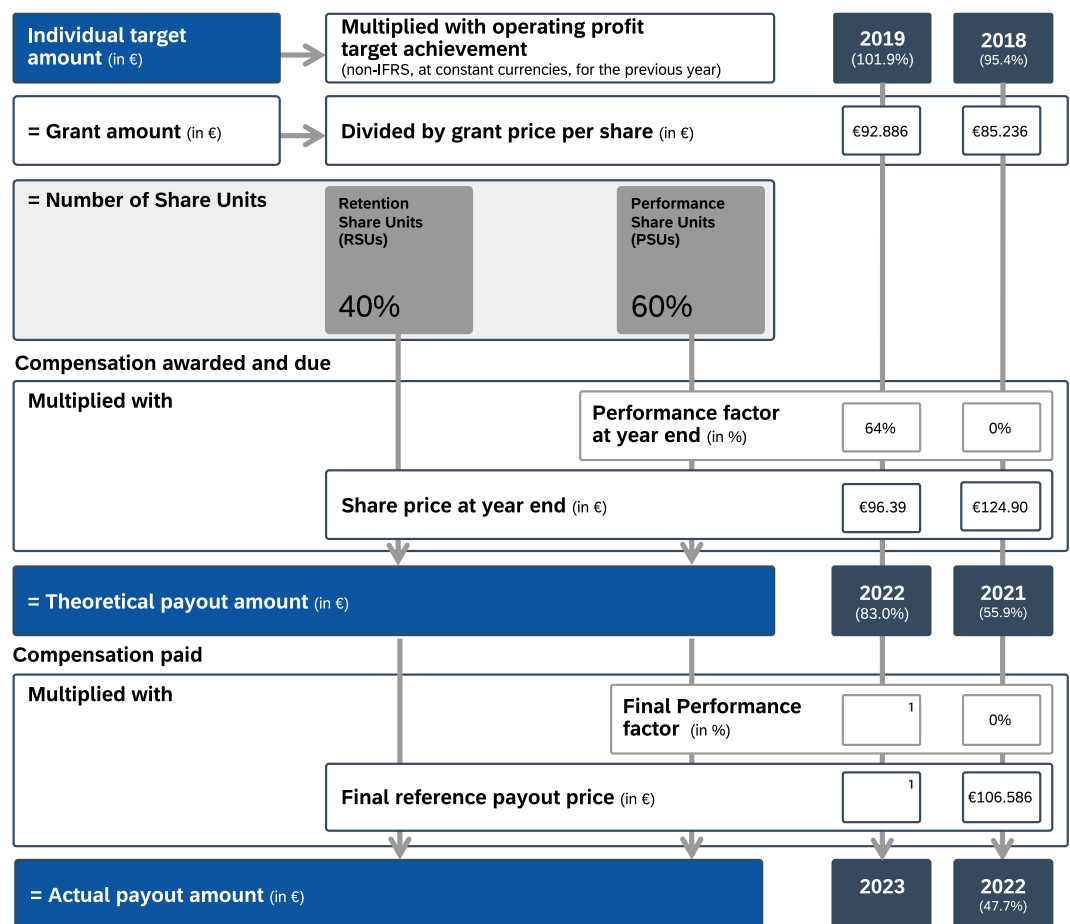 Individual target
amount (in €)
Multiplied with operating profit
target achievement
(non-IFRS, at constant currencies, for the previous year)
2019
(101.9%)
2018
(95.4%)
= Grant amount (in €)
Divided by grant price per share (in €)
€92.886
€85.236
= Number of Share Units
Retention
Share Units
(RSUs)
40%
Performance
Share Units
(PSUs)
60%
Compensation awarded and due
Multiplied with
Performance factor
at year end (in %)
64%
0%
Share price at year end (in €)
€96.39
€124.90
= Theoretical payout amount (in €)
2022
(83.0%)
2021
(55.9%)
Compensation paid
Multiplied with
Final Performance
factor (in %)
1
0%
Final reference payout price (in €)
1
€106.586
= Actual payout amount (in €)
2023
2022
(47.7%)